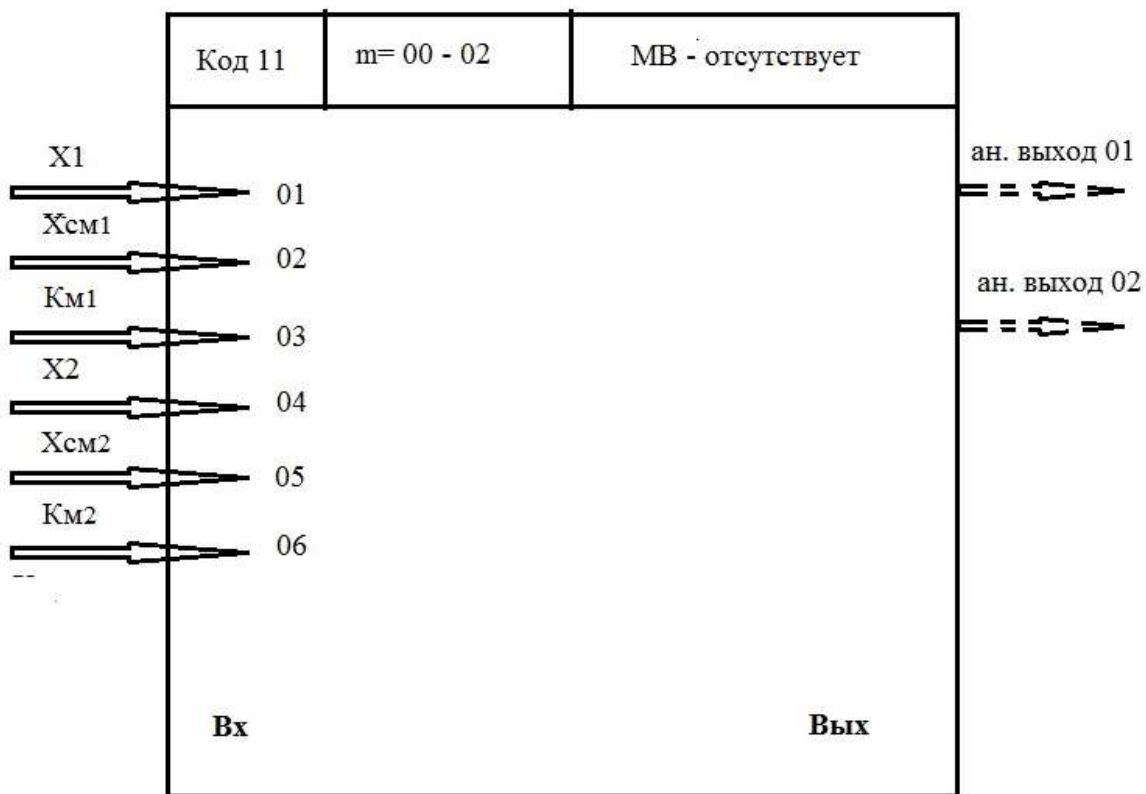 Код 11
m= 00 - 02
МВ - отсутствует
X1
01
Xсм1
02
Км1
03
X2
04
Xсм2
05
Км2
06
ан. выход 01
ан. выход 02
Вх
Вых